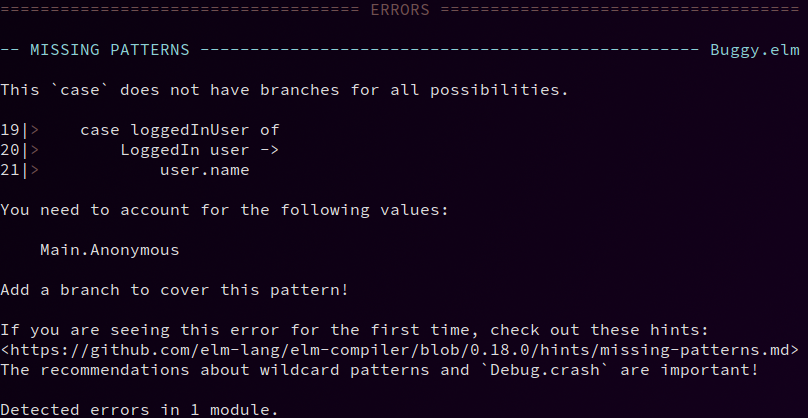 ==================================== ERRORS ====================================
-- MISSING PATTERNS -------------------------------------------------- Buggy.elm
This `case` does not have branches for all possibilities.
19|>    case loggedInUser of
20|>        LoggedIn user ->
21|>            user.name
You need to account for the following values:
    Main.Anonymous
Add a branch to cover this pattern!
If you are seeing this error for the first time, check out these hints:
<https://github.com/elm-lang/elm-compiler/blob/0.18.0/hints/missing-patterns.md>
The recommendations about wildcard patterns and `Debug.crash` are important!
Detected errors in 1 module.